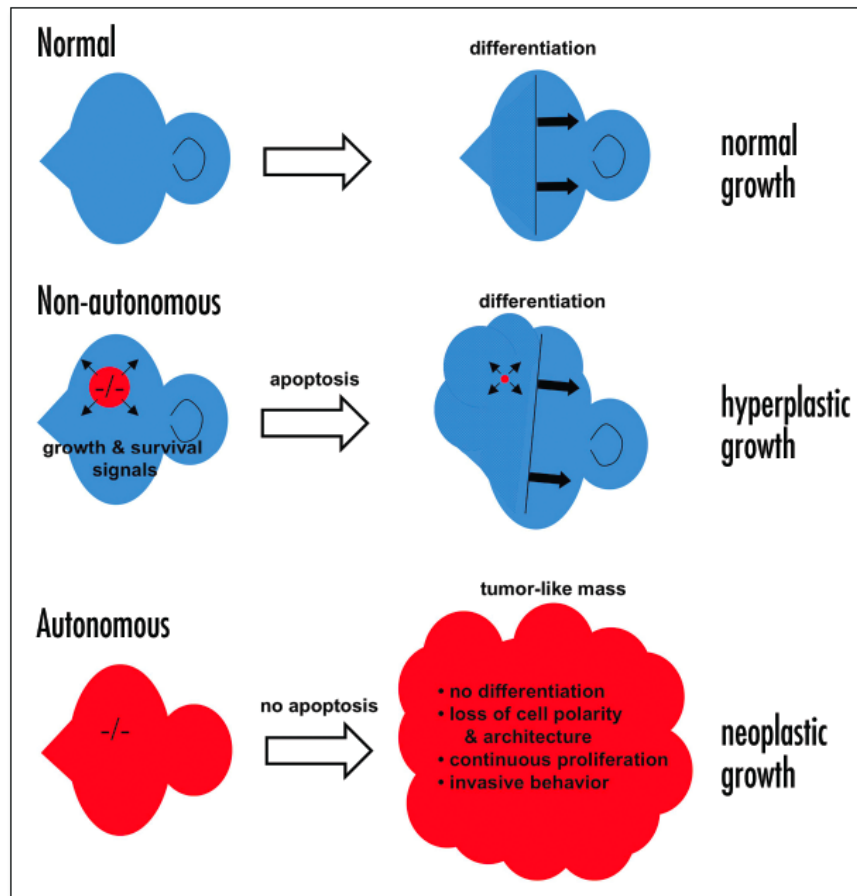 Normal
differentiation
normal
growth
Non-autonomous
differentiation
-/-
apoptosis
growth & survival
signals
hyperplastic
growth
tumor-like mass
Autonomous
-/-
no apoptosis
• no differentiation
• loss of cell polarity
& architecture
• continuous proliferation
• invasive behavior
neoplastic
growth